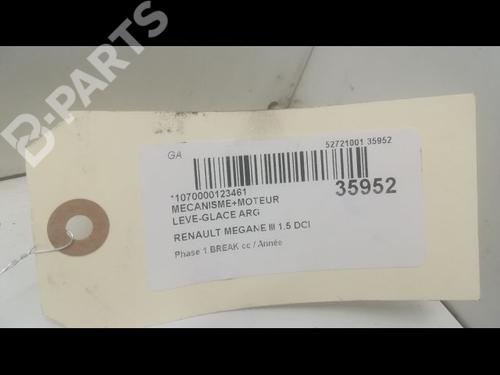 B-PARTS
GA
52721001 35952
*1070000123461
35952
MECANISME+MOTEUR
LEVE-GLACE ARG
RENAULT MEGANE III 1.5 DCI
Phase 1 BREAK cc / Année